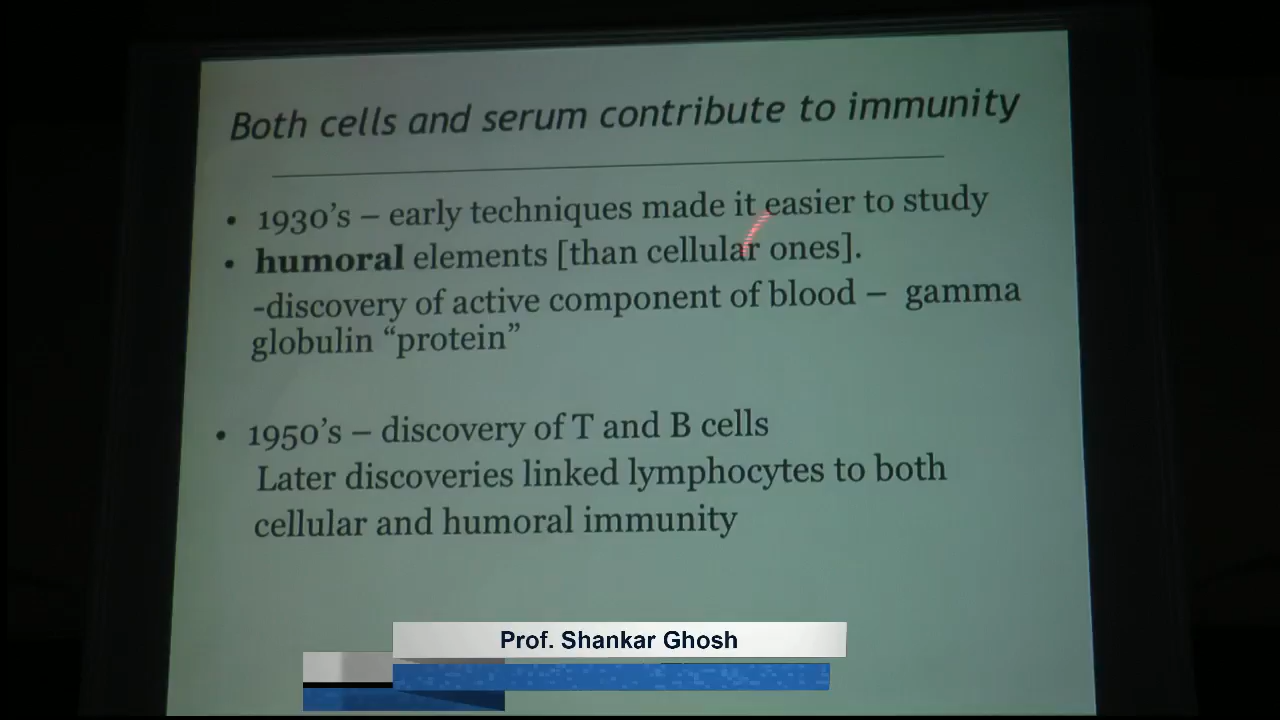 Both cells and serum contribute to immunity
• 1930's – early techniques made it easier to study
• humoral elements [than cellular ones].
-discovery of active component of blood – gamma
globulin “protein”
• 1950's – discovery of T and B cells
Later discoveries linked lymphocytes to both
cellular and humoral immunity
Prof. Shankar Ghosh